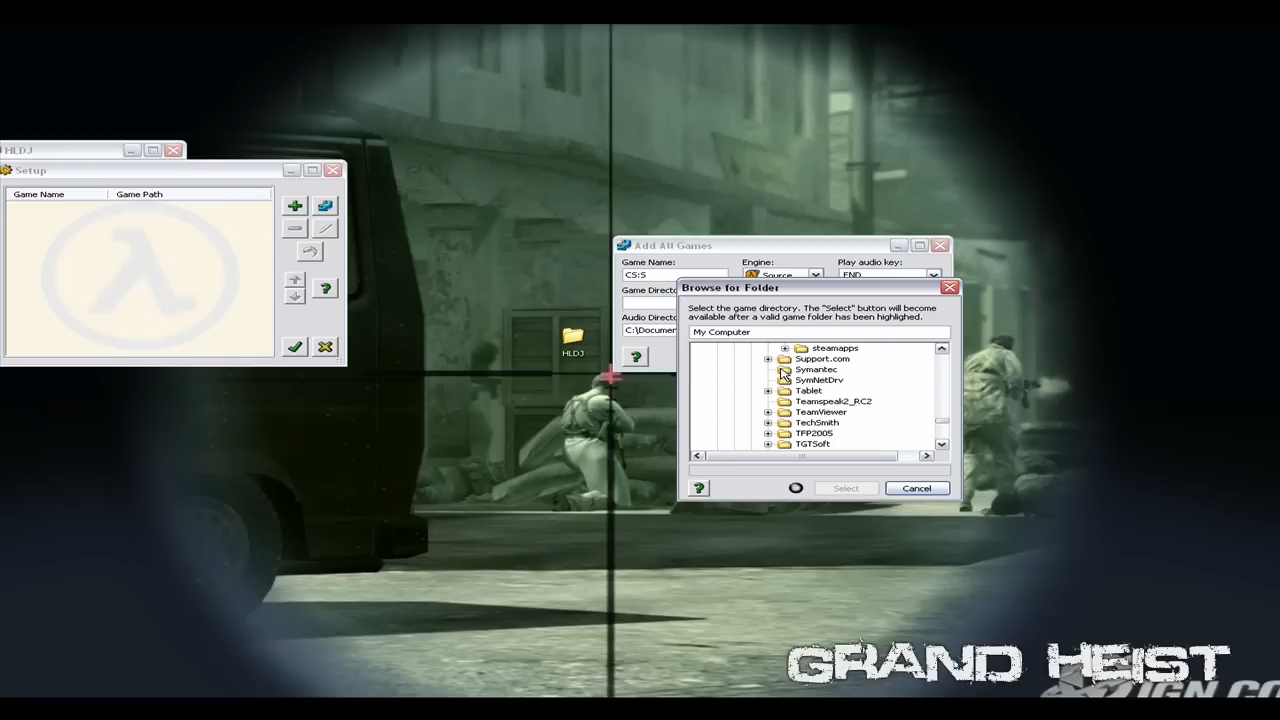 HLDJ
Setup
Game Name Game Path
Add All Games
Game Name: Engine: Play audio key:
CS:S Source END
Game Direct
Audio Directo
C:\Documen
Browse for Folder
Select the game directory. The "Select" button will become
available after a valid game folder has been highlighted.
My Computer
steamapps
Support.com
Symantec
SymNetDrv
Tablet
Teamspeak2_RC2
TeamViewer
TechSmith
TFP2005
TGTSoft
Select Cancel
HLDJ
GRAND HEIST
IGN.CO